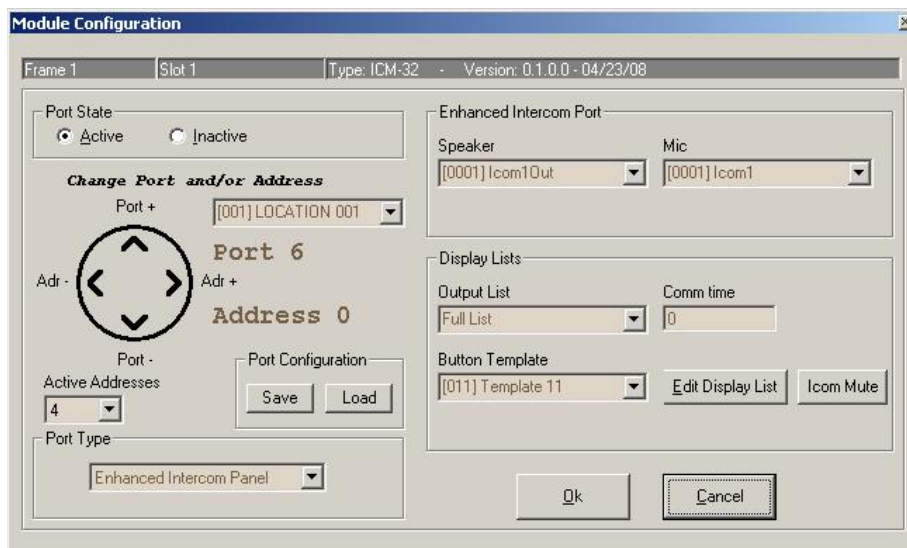 Module Configuration
Frame 1 Slot 1 Type: ICM-32 - Version: 0.1.0.0 - 04/23/08
Port State
Active Inactive
Change Port and/or Address
Port +
[001] LOCATION 001
Port 6
Adr - Adr +
Address 0
Port -
Active Addresses
4
Port Configuration
Save Load
Port Type
Enhanced Intercom Panel
Enhanced Intercom Port
Speaker Mic
[0001] Icom1Out [0001] Icom1
Display Lists
Output List Comm time
Full List 0
Button Template
[011] Template 11 Edit Display List Icom Mute
Ok Cancel